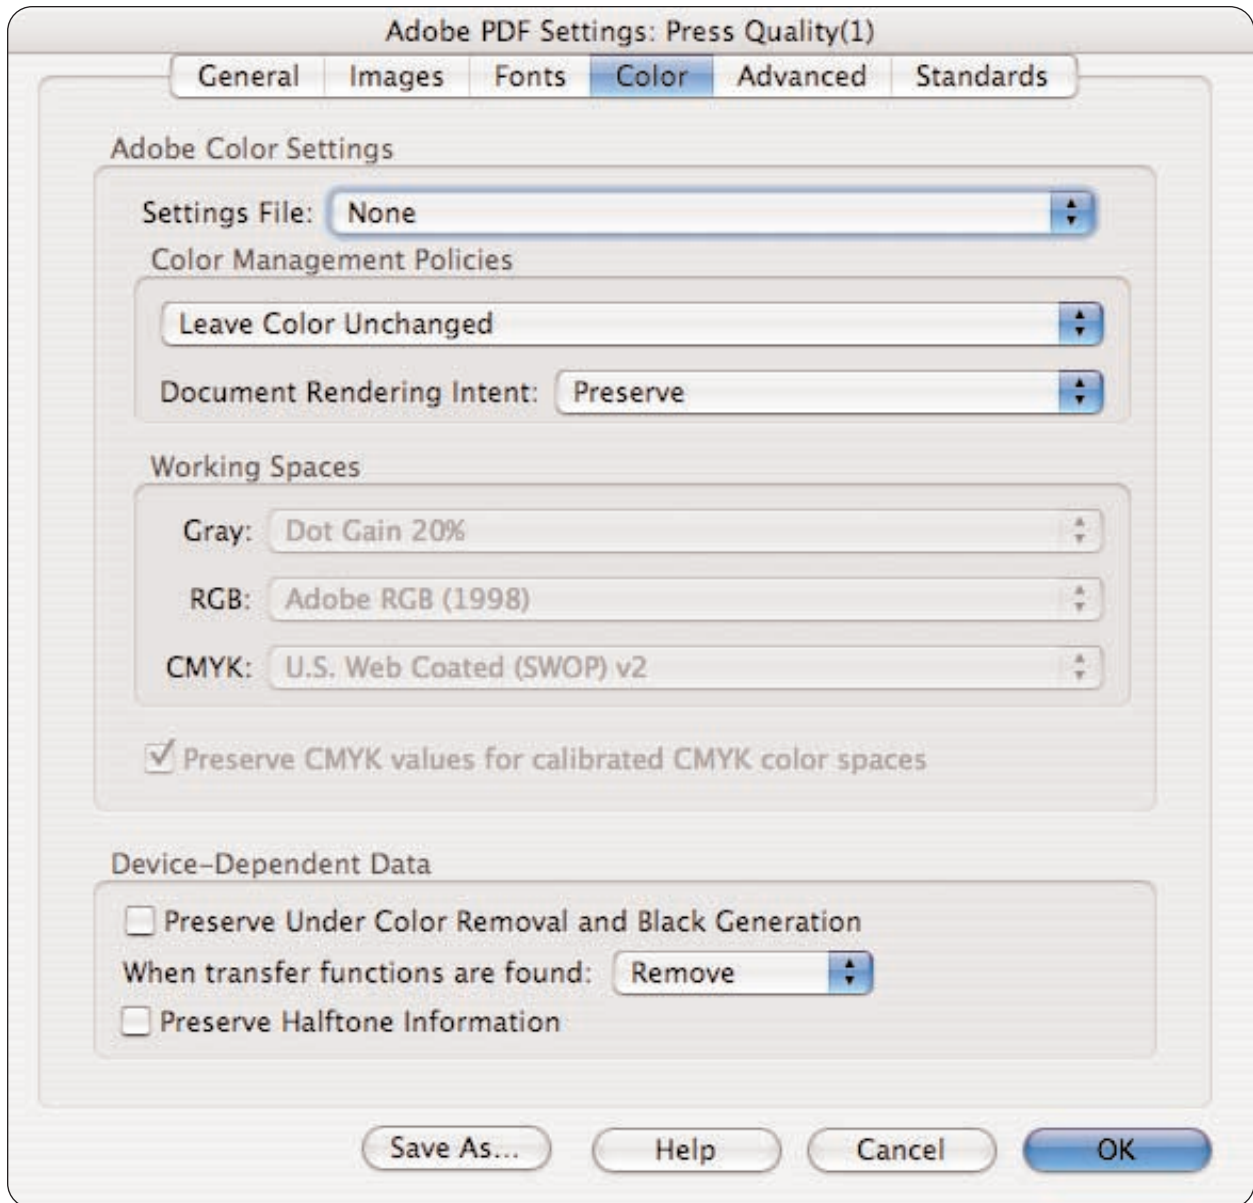 Adobe PDF Settings: Press Quality(1)
General Images Fonts Color Advanced Standards
Adobe Color Settings
Settings File: None
Color Management Policies
Leave Color Unchanged
Document Rendering Intent: Preserve
Working Spaces
Gray: Dot Gain 20%
RGB: Adobe RGB (1998)
CMYK: U.S. Web Coated (SWOP) v2
Preserve CMYK values for calibrated CMYK color spaces
Device-Dependent Data
Preserve Under Color Removal and Black Generation
When transfer functions are found: Remove
Preserve Halftone Information
Save As... Help Cancel OK